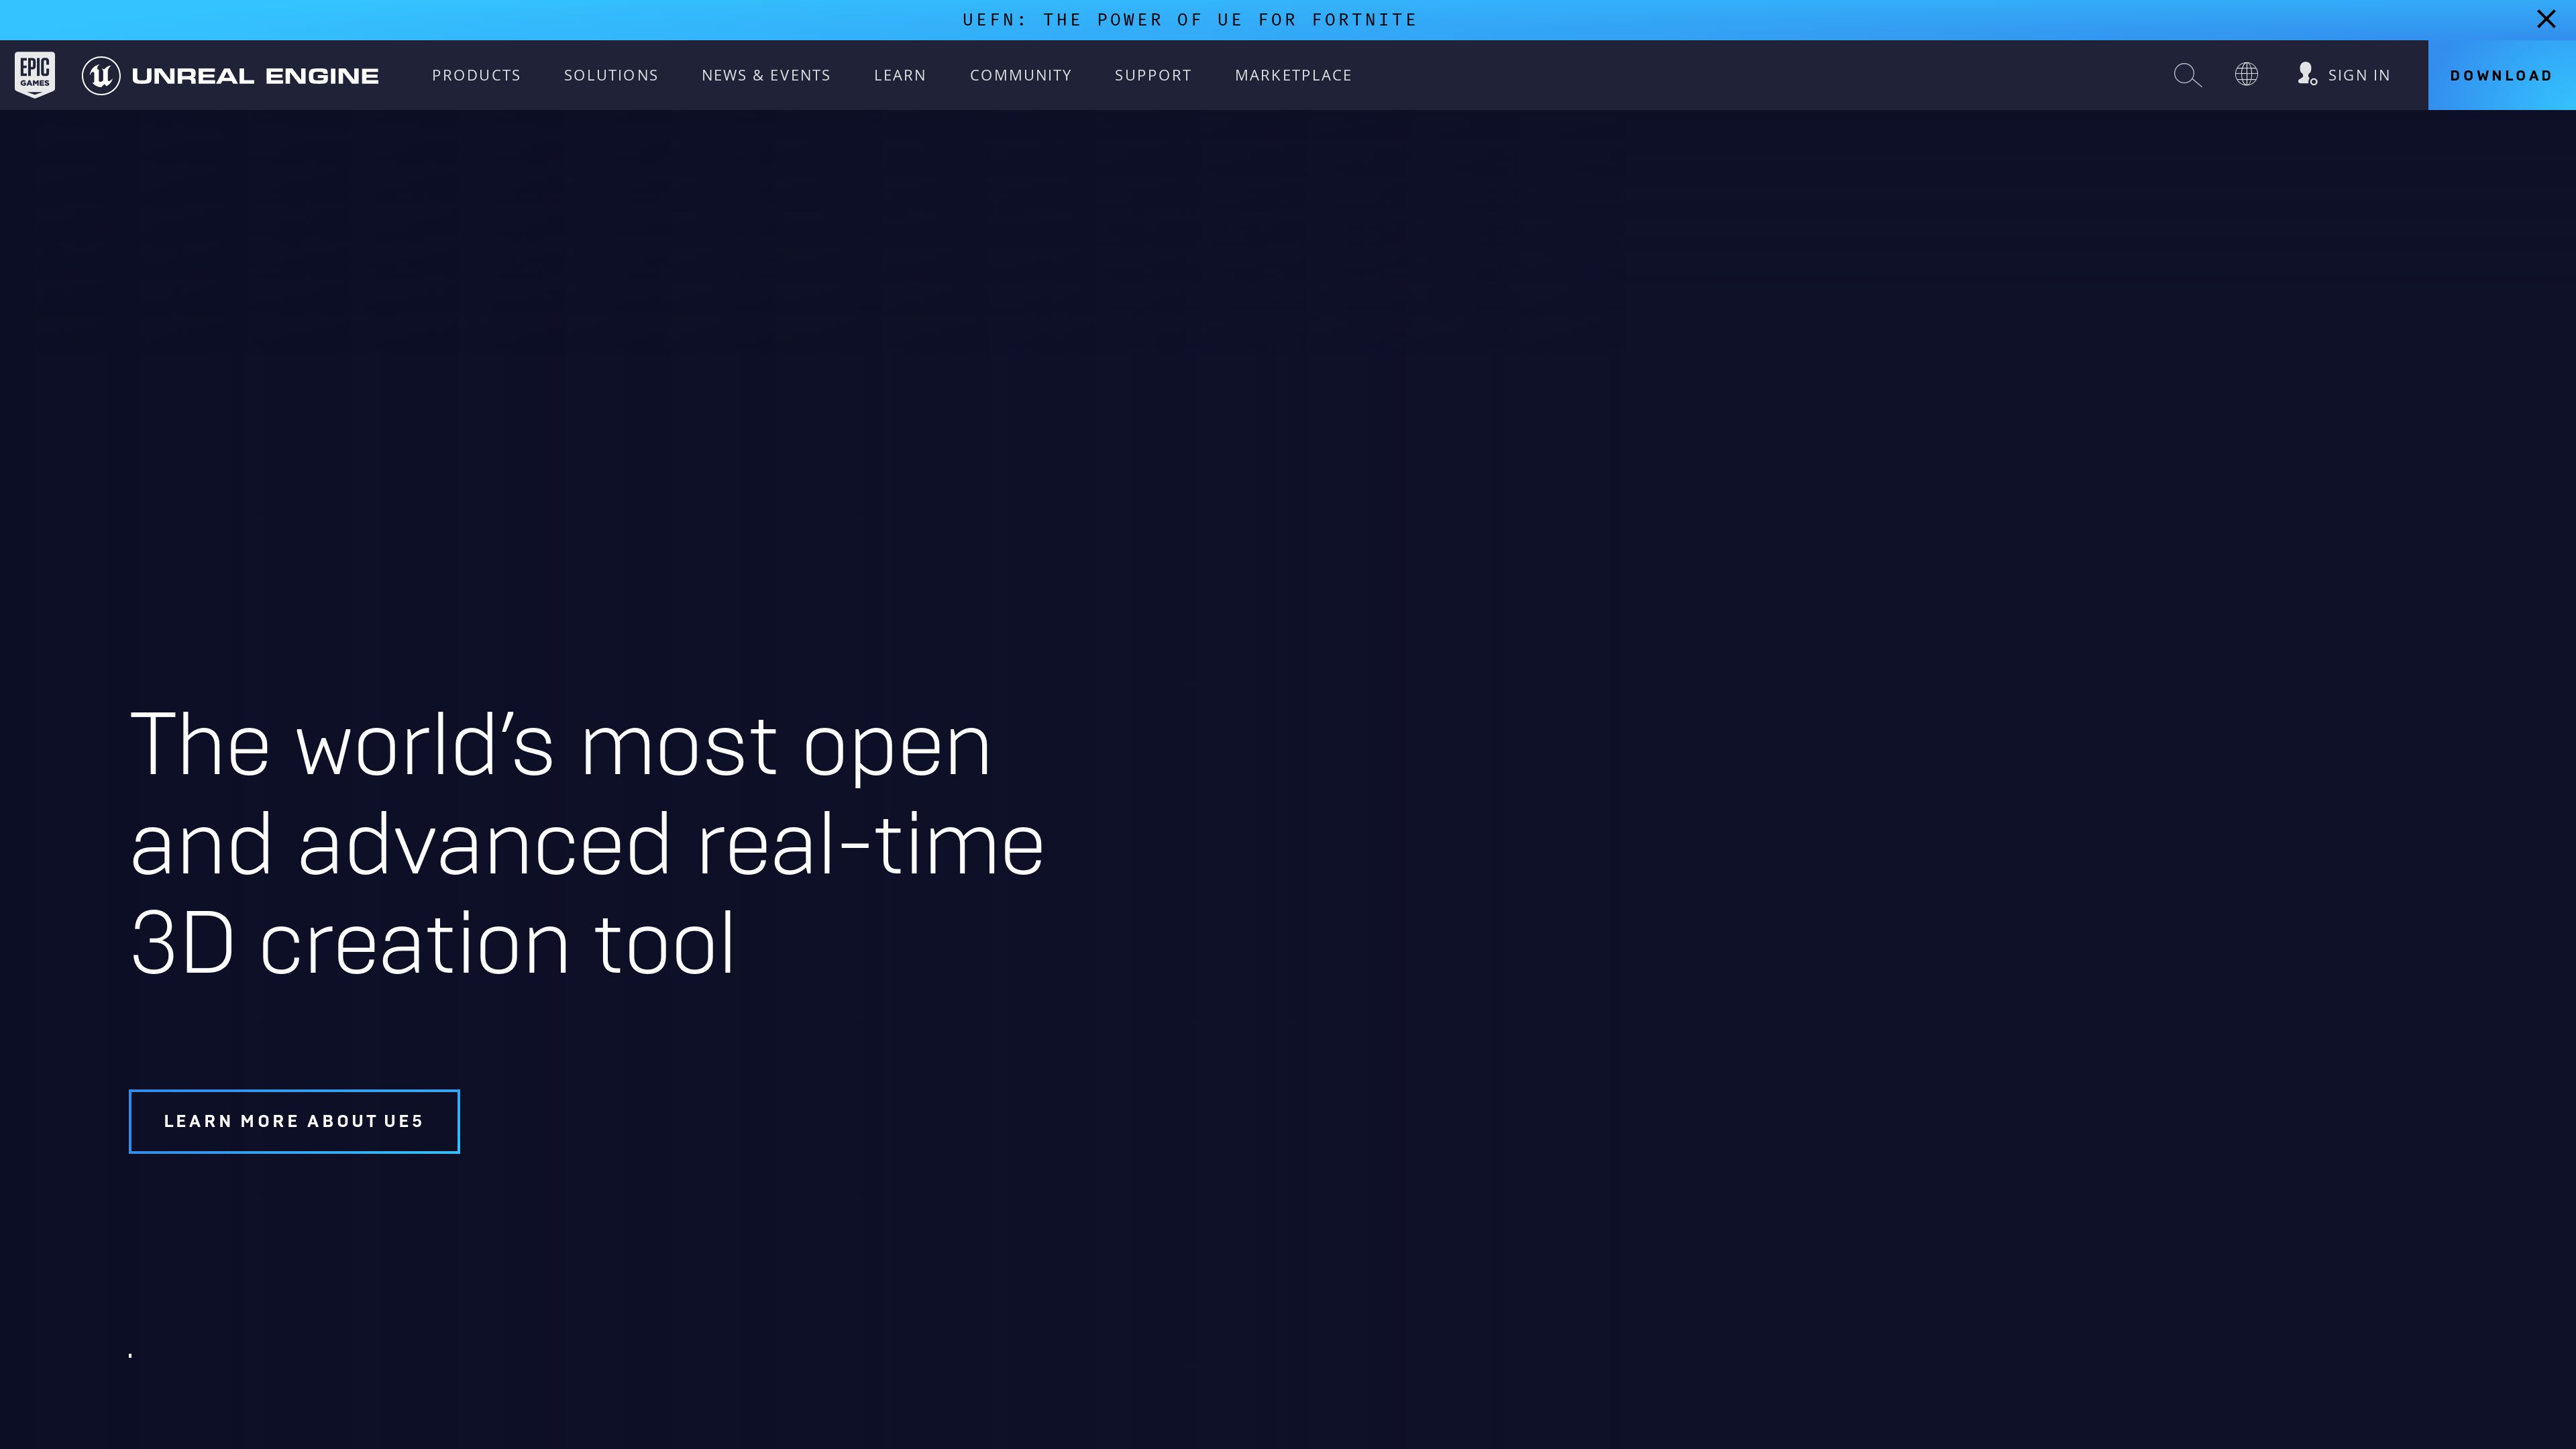 UEFN: THE POWER OF UE FOR FORTNITE
EPIC GAMES
UNREAL ENGINE
PRODUCTS
SOLUTIONS
NEWS & EVENTS
LEARN
COMMUNITY
SUPPORT
MARKETPLACE
SIGN IN
DOWNLOAD
The world’s most open
and advanced real-time
3D creation tool
LEARN MORE ABOUT UE5
.